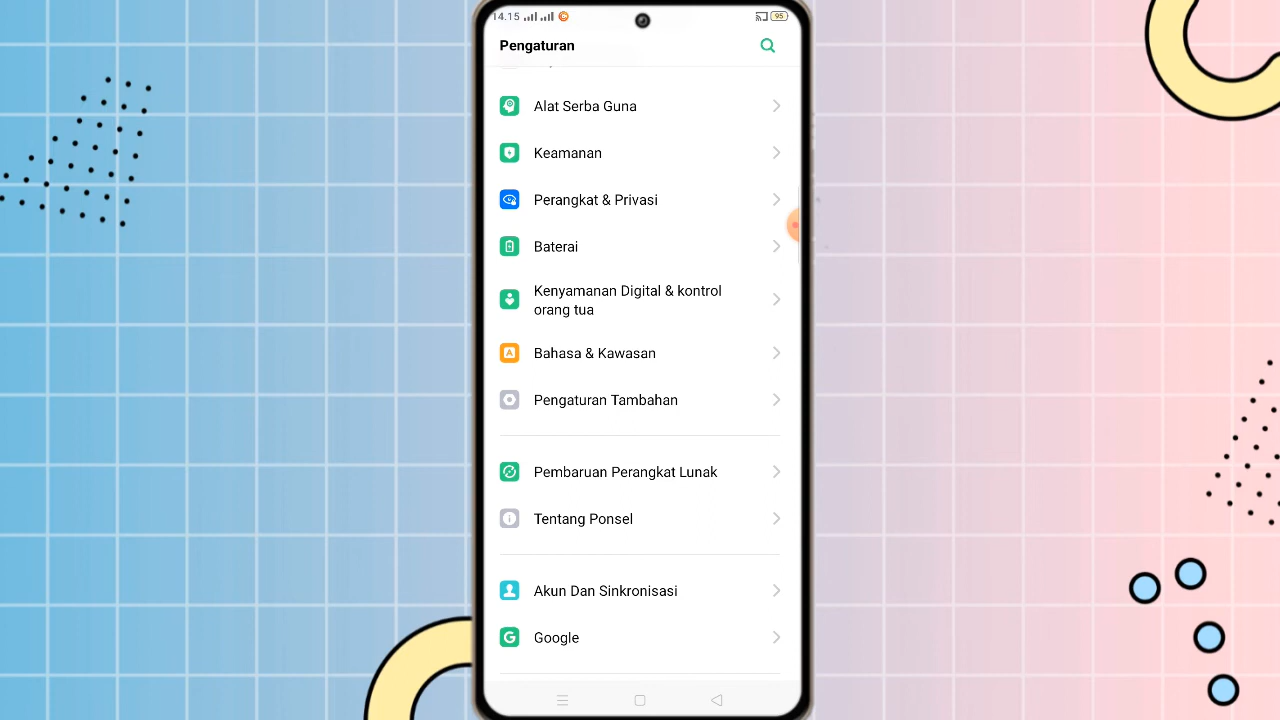 14.15
95
Pengaturan
Alat Serba Guna
Keamanan
Perangkat & Privasi
Baterai
Kenyamanan Digital & kontrol
orang tua
Bahasa & Kawasan
Pengaturan Tambahan
Pembaruan Perangkat Lunak
Tentang Ponsel
Akun Dan Sinkronisasi
Google